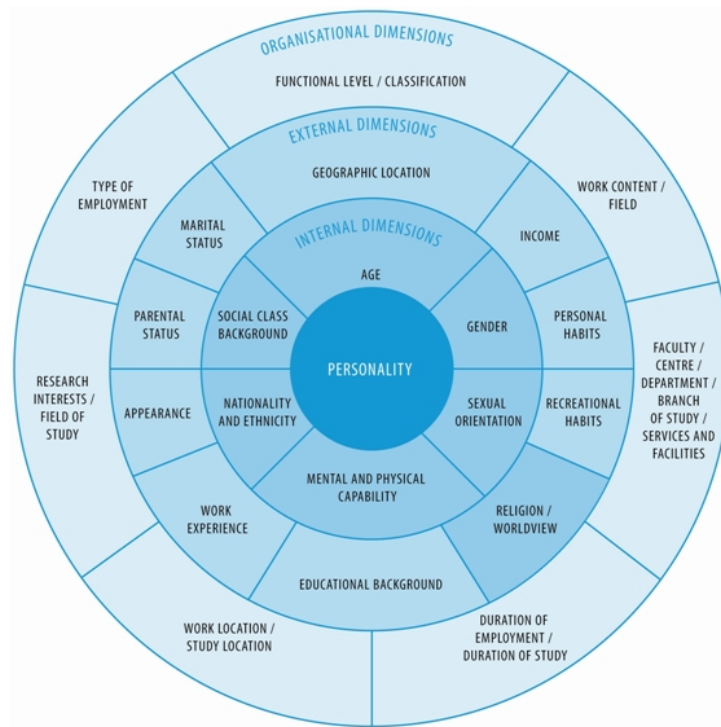 ORGANISATIONAL DIMENSIONS
FUNCTIONAL LEVEL / CLASSIFICATION
EXTERNAL DIMENSIONS
GEOGRAPHIC LOCATION
TYPE OF
EMPLOYMENT
WORK CONTENT /
FIELD
MARITAL
STATUS
INCOME
INTERNAL DIMENSIONS
AGE
PARENTAL
STATUS
SOCIAL CLASS
BACKGROUND
GENDER
PERSONAL
HABITS
PERSONALITY
RESEARCH
INTERESTS /
FIELD OF
STUDY
FACULTY /
CENTRE /
DEPARTMENT /
BRANCH
OF STUDY /
SERVICES AND
FACILITIES
APPEARANCE
NATIONALITY
AND ETHNICITY
SEXUAL
ORIENTATION
RECREATIONAL
HABITS
MENTAL AND PHYSICAL
CAPABILITY
WORK
EXPERIENCE
RELIGION /
WORLDVIEW
EDUCATIONAL BACKGROUND
WORK LOCATION /
STUDY LOCATION
DURATION OF
EMPLOYMENT /
DURATION OF STUDY